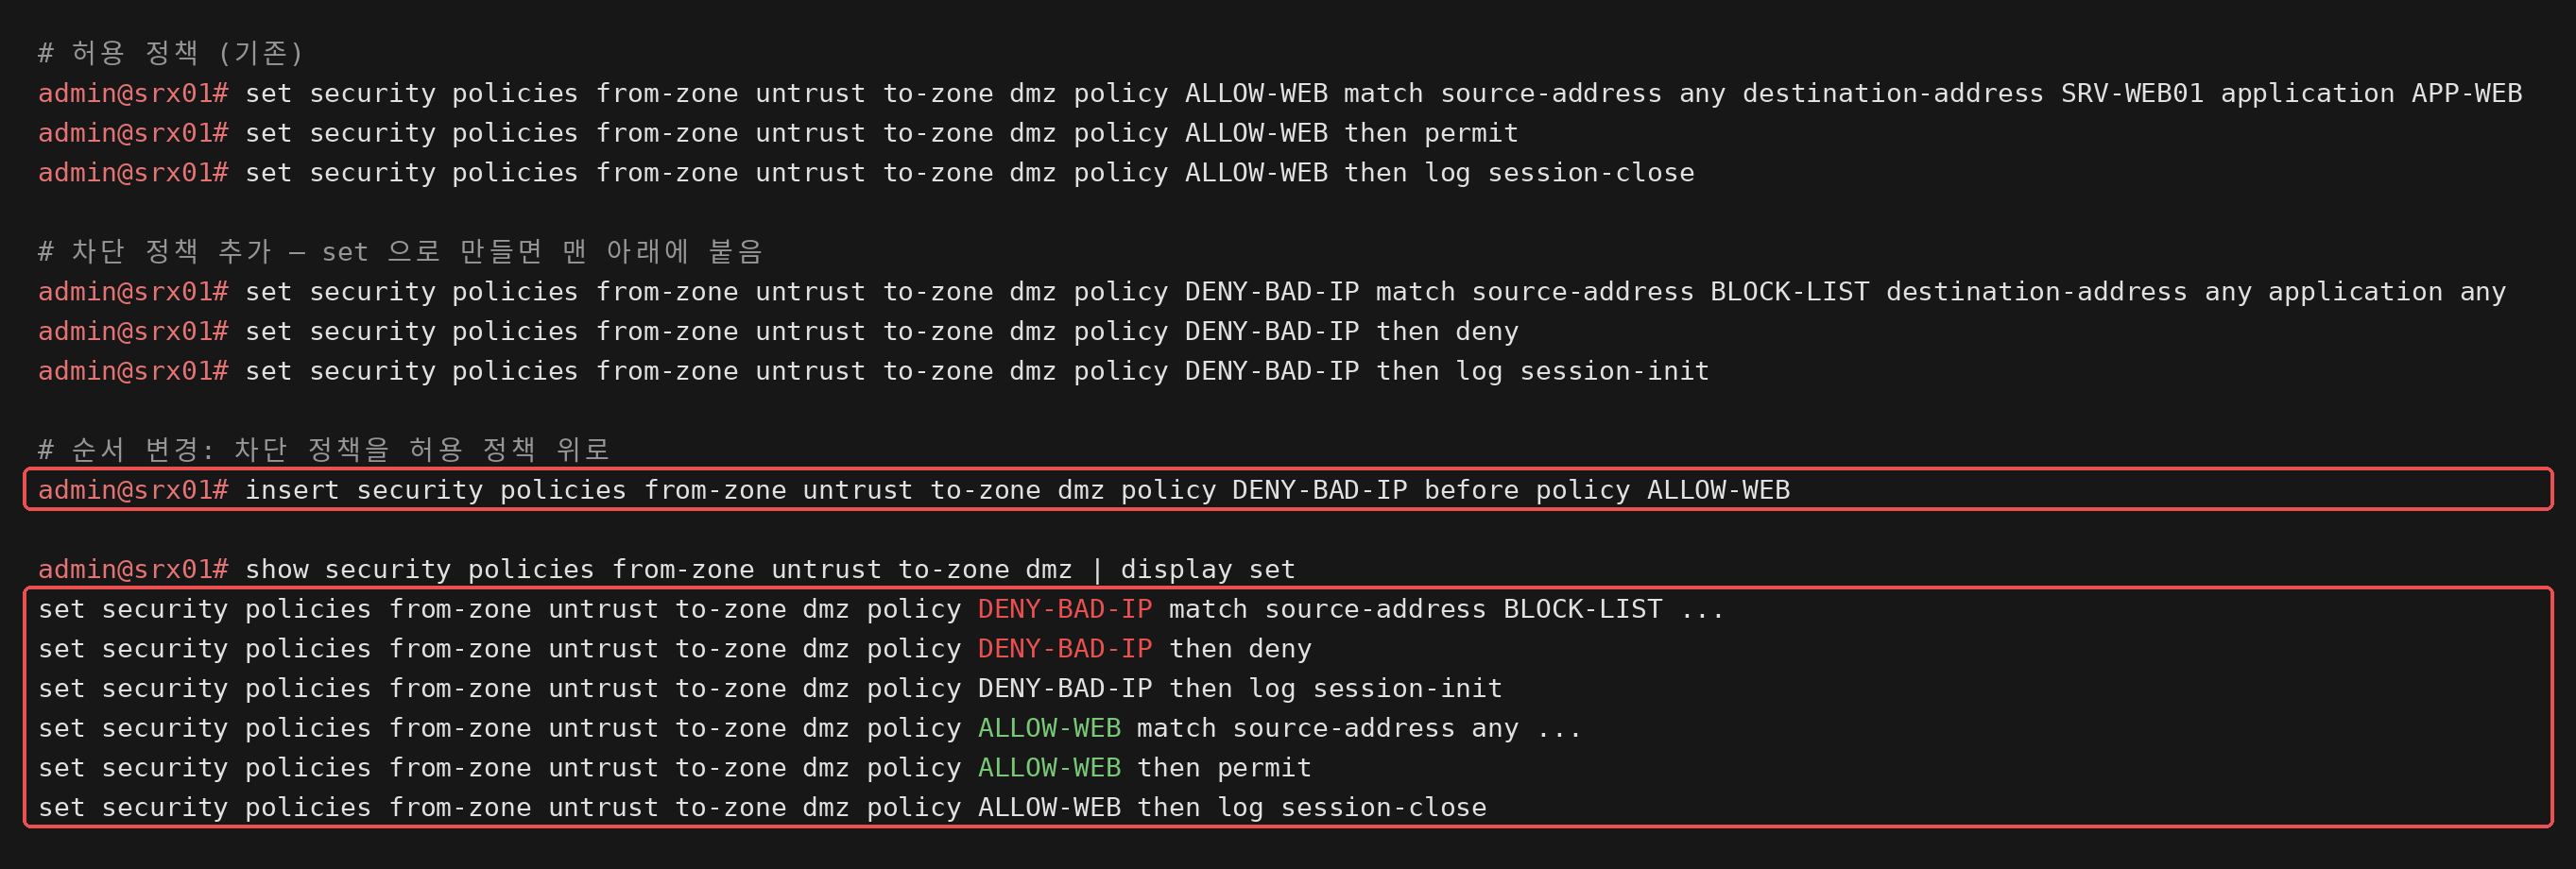 # 허용 정책 (기존)
admin@srx01# set security policies from-zone untrust to-zone dmz policy ALLOW-WEB match source-address any destination-address SRV-WEB01 application APP-WEB
admin@srx01# set security policies from-zone untrust to-zone dmz policy ALLOW-WEB then permit
admin@srx01# set security policies from-zone untrust to-zone dmz policy ALLOW-WEB then log session-close
# 차단 정책 추가 — set 으로 만들면 맨 아래에 붙음
admin@srx01# set security policies from-zone untrust to-zone dmz policy DENY-BAD-IP match source-address BLOCK-LIST destination-address any application any
admin@srx01# set security policies from-zone untrust to-zone dmz policy DENY-BAD-IP then deny
admin@srx01# set security policies from-zone untrust to-zone dmz policy DENY-BAD-IP then log session-init
# 순서 변경: 차단 정책을 허용 정책 위로
admin@srx01# insert security policies from-zone untrust to-zone dmz policy DENY-BAD-IP before policy ALLOW-WEB
admin@srx01# show security policies from-zone untrust to-zone dmz | display set
set security policies from-zone untrust to-zone dmz policy DENY-BAD-IP match source-address BLOCK-LIST ...
set security policies from-zone untrust to-zone dmz policy DENY-BAD-IP then deny
set security policies from-zone untrust to-zone dmz policy DENY-BAD-IP then log session-init
set security policies from-zone untrust to-zone dmz policy ALLOW-WEB match source-address any ...
set security policies from-zone untrust to-zone dmz policy ALLOW-WEB then permit
set security policies from-zone untrust to-zone dmz policy ALLOW-WEB then log session-close